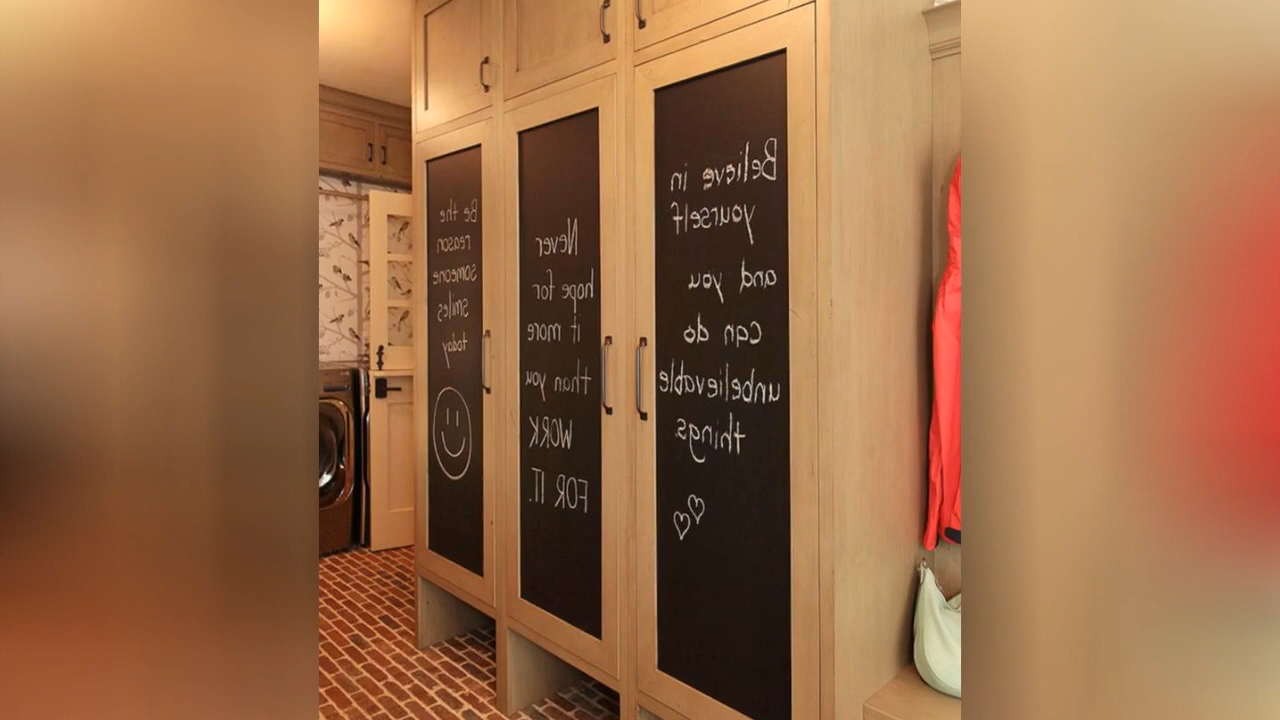 Be the
reason
someone
smiles
today
Never
hope for
it more
than you
WORK
FOR IT.
Believe in
yourself
and you
can do
unbelievable
things